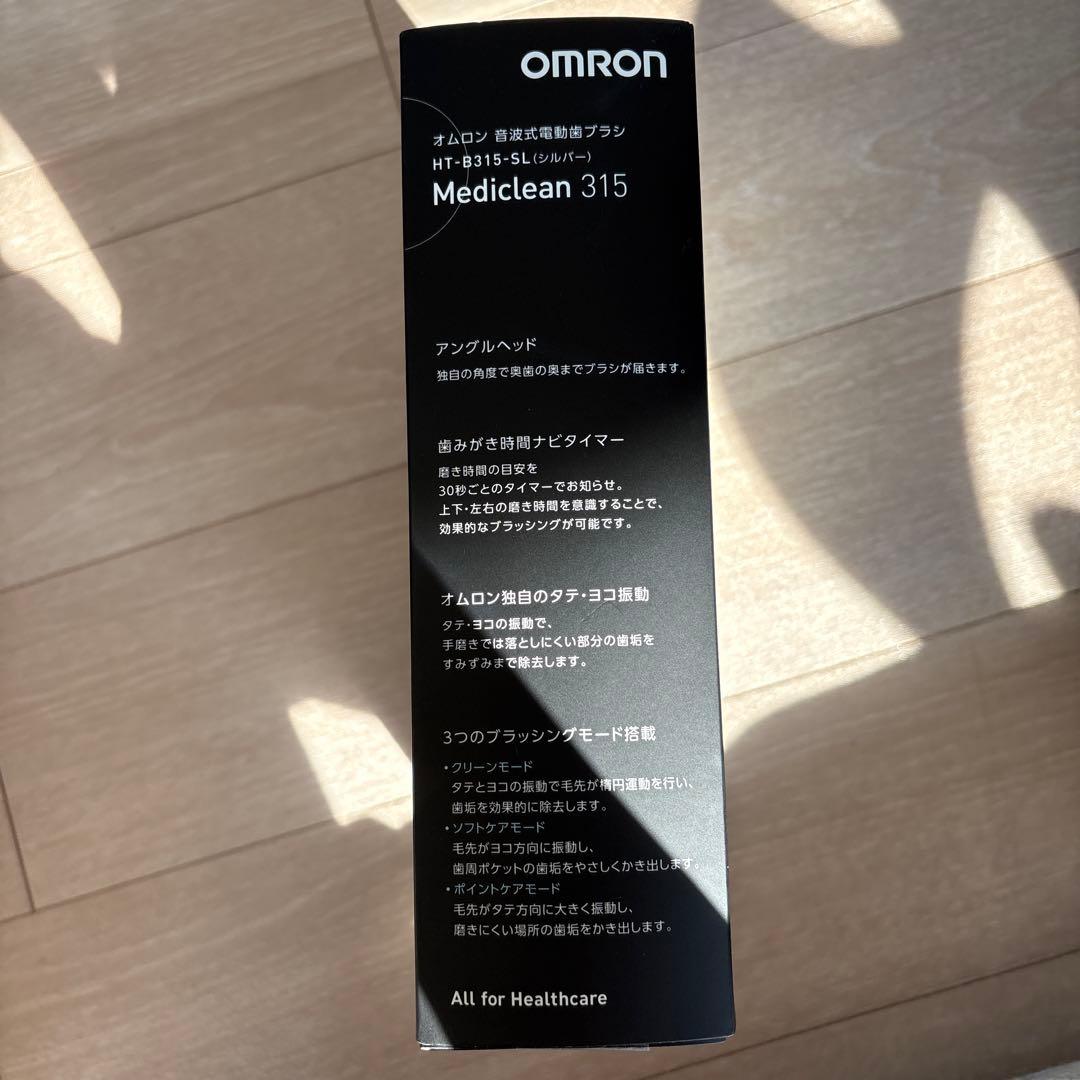 OMRON
オムロン 音波式電動歯ブラシ
HT-B315-SL(シルバー)
Mediclean 315
アングルヘッド
独自の角度で奥歯の奥までブラシが届きます。
歯みがき時間ナビタイマー
磨き時間の目安を
30秒ごとのタイマーでお知らせ。
上下・左右の磨き時間を意識することで、
効果的なブラッシングが可能です。
オムロン独自のタテ・ヨコ振動
タテ・ヨコの振動で、
手磨きでは落としにくい部分の歯垢を
すみずみまで除去します。
3つのブラッシングモード搭載
・クリーンモード
タテとヨコの振動で毛先が楕円運動を行い、
歯垢を効果的に除去します。
・ソフトケアモード
毛先がヨコ方向に振動し、
歯周ポケットの歯垢をやさしくかき出します。
・ポイントケアモード
毛先がタテ方向に大きく振動し、
磨きにくい場所の歯垢をかき出します。
All for Healthcare